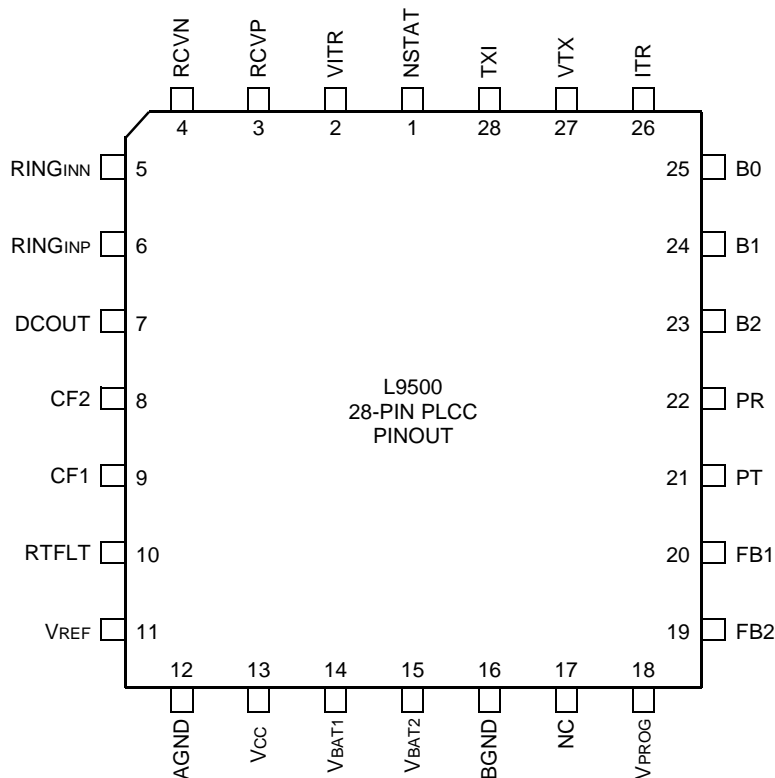 RCVN
RCVP
VITR
NSTAT
TXI
VTX
ITR
4
3
2
1
28
27
26
RINGINN
5
25
B0
RINGINP
6
24
B1
DCOUT
7
23
B2
CF2
8
22
PR
L9500
28-PIN PLCC
PINOUT
CF1
9
21
PT
RTFLT
10
20
FB1
VREF
11
19
FB2
12
13
14
15
16
17
18
AGND
VCC
VBAT1
VBAT2
BGND
NC
VPROG